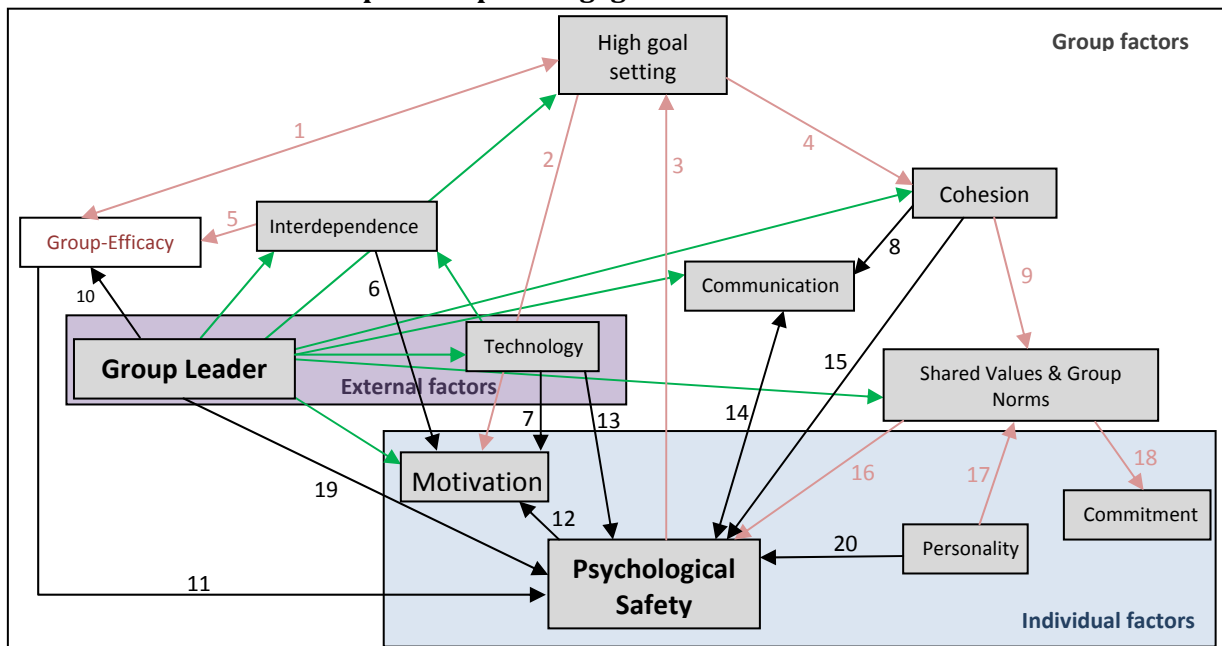 High goal
setting
Group factors
1
2
3
4
Cohesion
5
Interdependence
Group-Efficacy
8
9
6
Communication
10
Technology
Group Leader
15
External factors
Shared Values & Group
Norms
7
13
14
16
17
18
Motivation
19
12
Commitment
20
Personality
Psychological
Safety
11
Individual factors